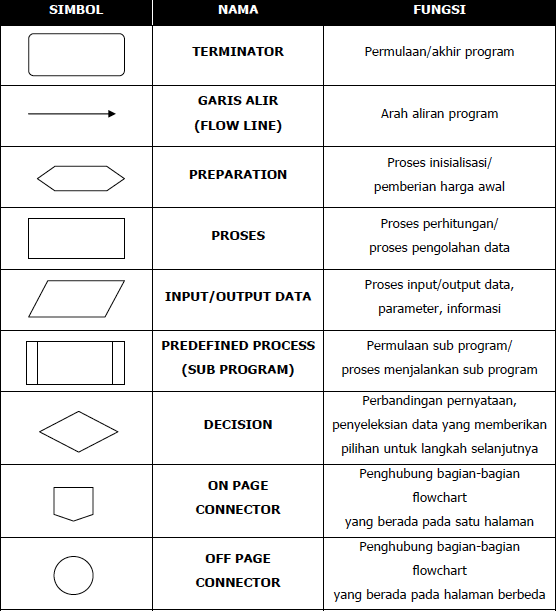 SIMBOL NAMA FUNGSI
TERMINATOR
Permulaan/akhir program
GARIS ALIR
(FLOW LINE)
Arah aliran program
PREPARATION
Proses inisialisasi/
pemberian harga awal
PROSES
Proses perhitungan/
proses pengolahan data
INPUT/OUTPUT DATA
Proses input/output data,
parameter, informasi
PREDEFINED PROCESS
(SUB PROGRAM)
Permulaan sub program/
proses menjalankan sub program
DECISION
Perbandingan pernyataan,
penyeleksian data yang memberikan
pilihan untuk langkah selanjutnya
ON PAGE
CONNECTOR
Penghubung bagian-bagian
flowchart
yang berada pada satu halaman
OFF PAGE
CONNECTOR
Penghubung bagian-bagian
flowchart
yang berada pada halaman berbeda